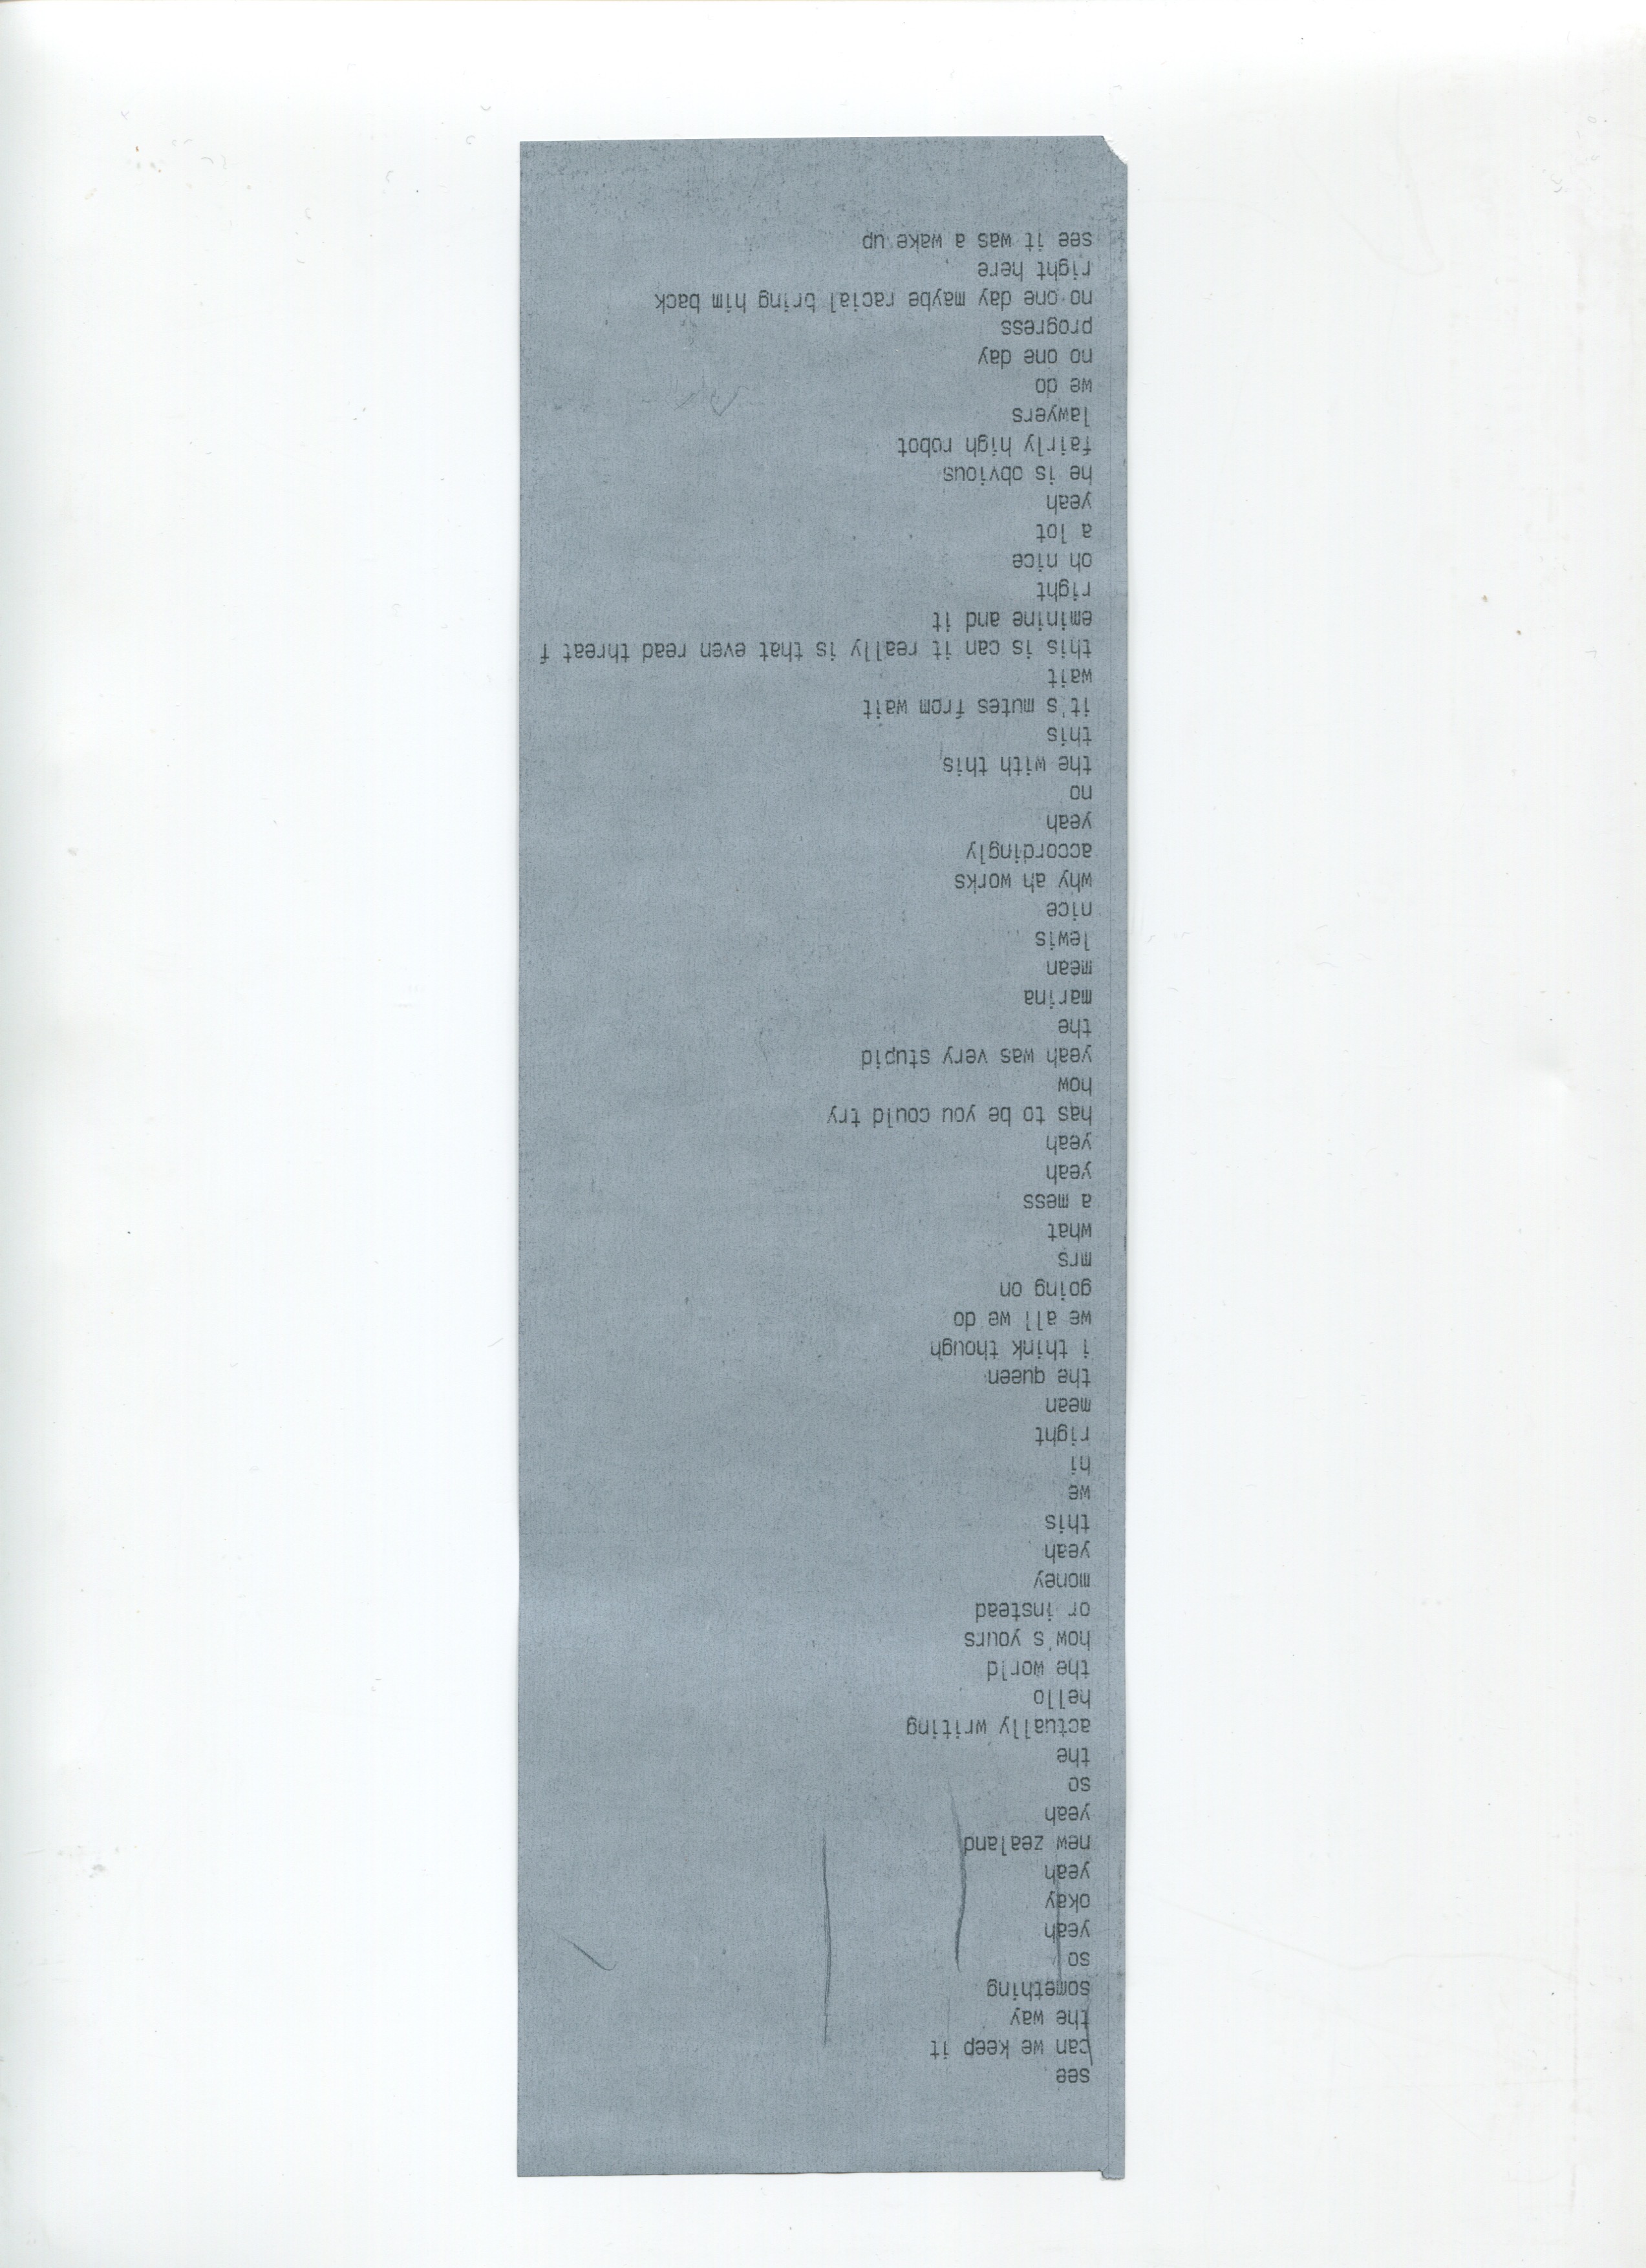 see
can we keep it
the way
something
so
yeah
okay
yeah
new zealand
yeah
so
the
actually writing
hello
the world
how's yours
or instead
money
yeah
this
we
hi
right
mean
the queen
i think though
we all we do
going on
mrs
what
a mess
yeah
yeah
has to be you could try
how
yeah was very stupid
the
marina
mean
lewis
nice
why ah works
accordingly
yeah
no
the with this
this
it's mutes from wait
wait
this is can it really is that even read threat f
eminine and it
right
oh nice
a lot
yeah
he is obvious
fairly high robot
lawyers
we do
no one day
progress
no one day maybe racial bring him back
right here
see it was a wake up